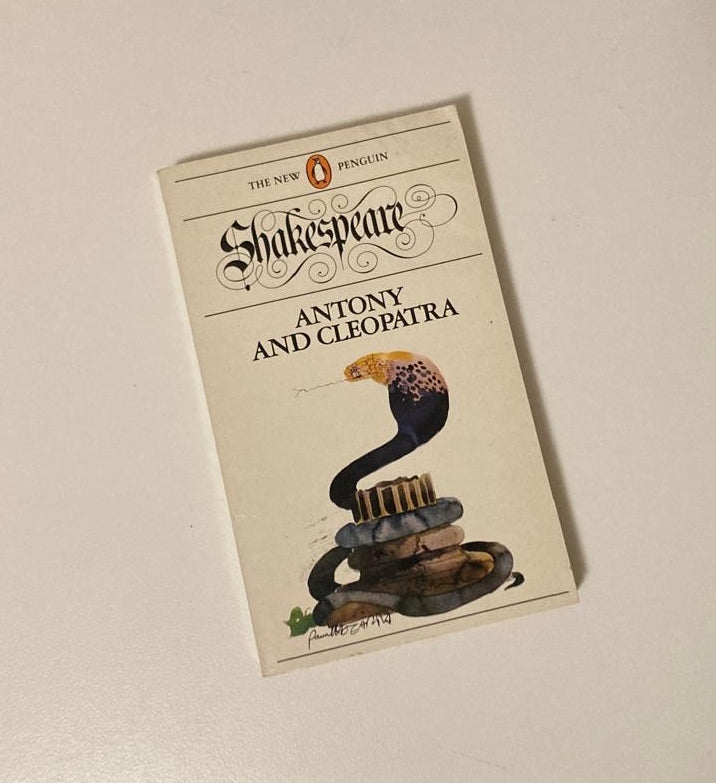 THE NEW PENGUIN
Shakespeare
ANTONY
AND CLEOPATRA